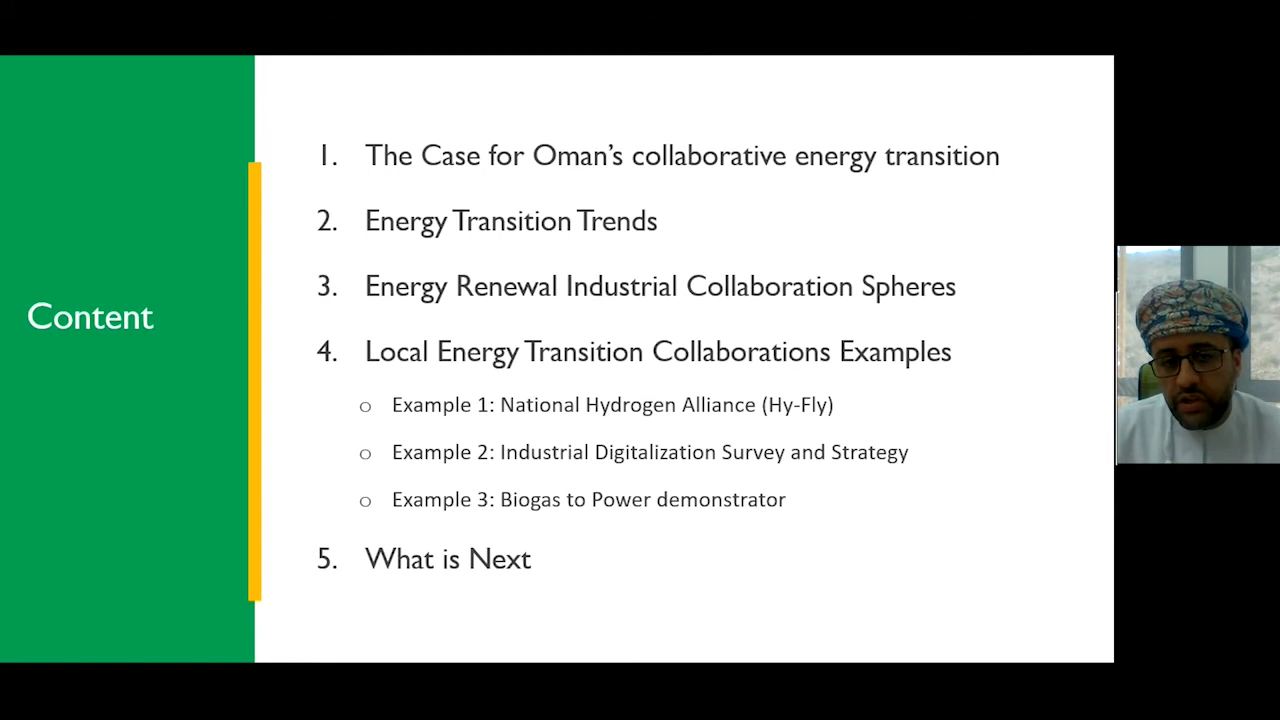 Content
1. The Case for Oman’s collaborative energy transition
2. Energy Transition Trends
3. Energy Renewal Industrial Collaboration Spheres
4. Local Energy Transition Collaborations Examples
o Example 1: National Hydrogen Alliance (Hy-Fly)
o Example 2: Industrial Digitalization Survey and Strategy
o Example 3: Biogas to Power demonstrator
5. What is Next